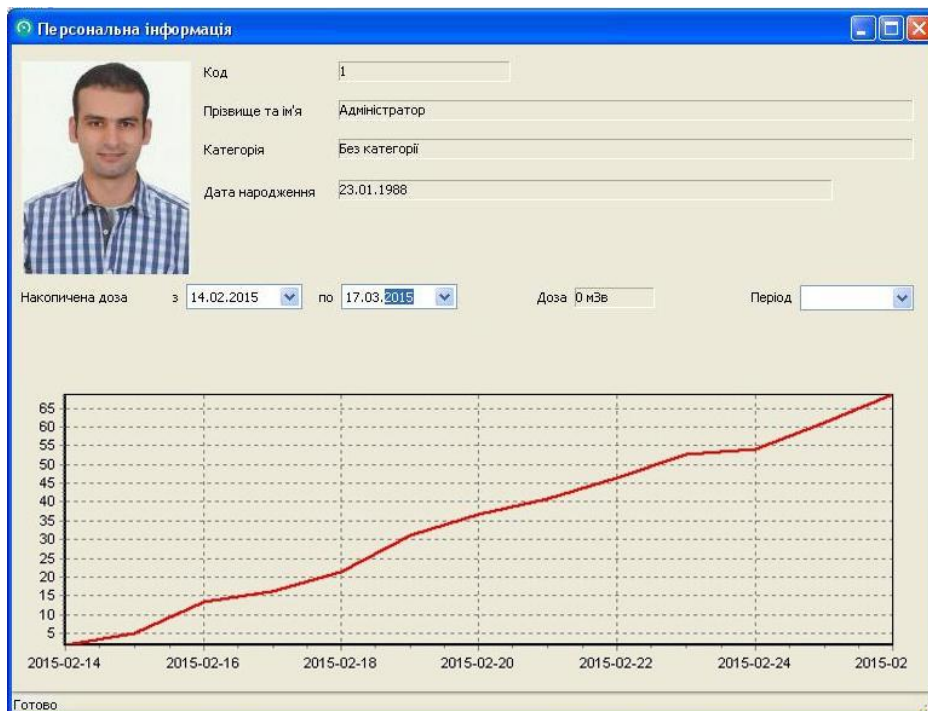 Персональна інформація
Код 1
Прізвище та ім'я Адміністратор
Категорія Без категорії
Дата народження 23.01.1988
Накопичена доза з 14.02.2015 по 17.03.2015 Доза 0 мЗв Період
65
60
55
50
45
40
35
30
25
20
15
10
5
2015-02-14 2015-02-16 2015-02-18 2015-02-20 2015-02-22 2015-02-24 2015-02
Готово